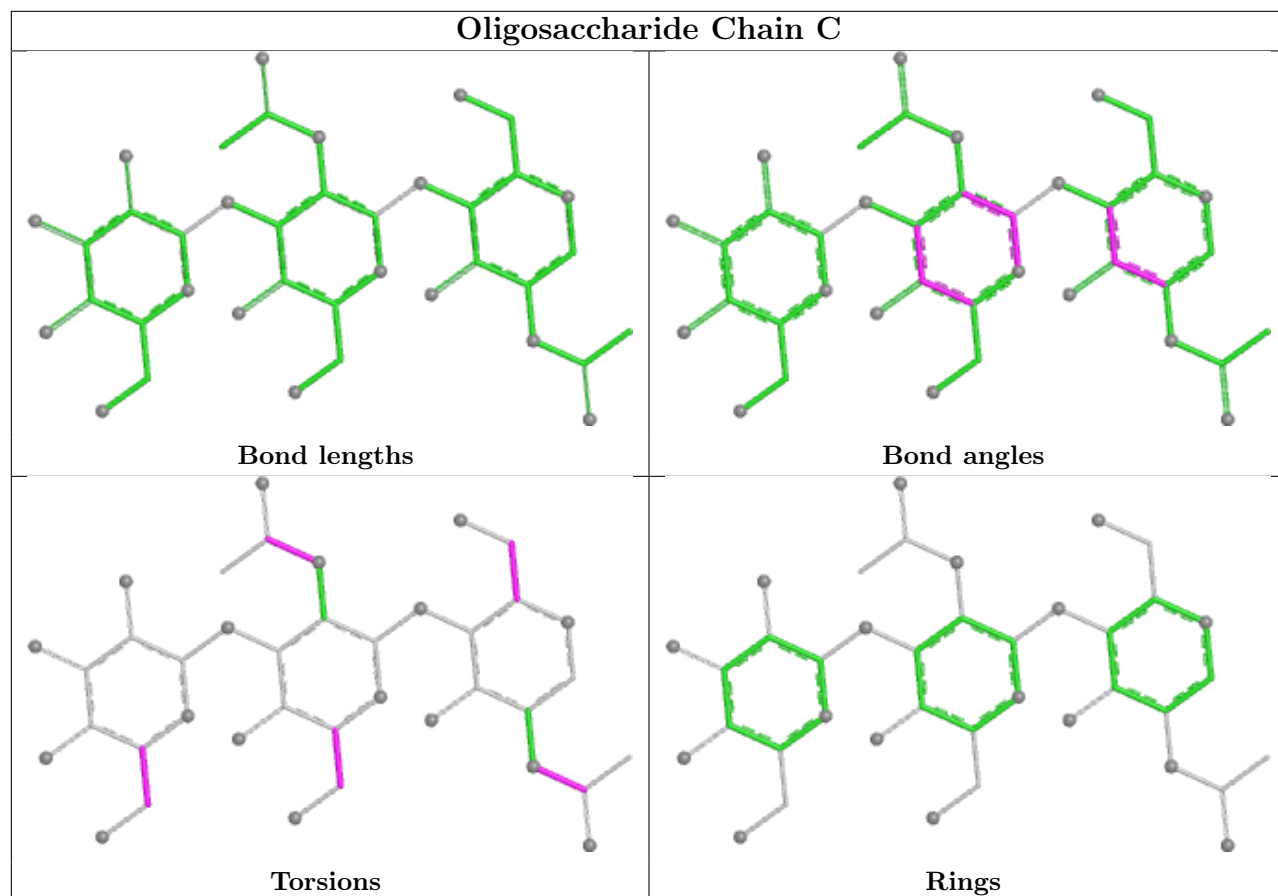 Oligosaccharide Chain C
Bond lengths
Bond angles
Torsions
Rings